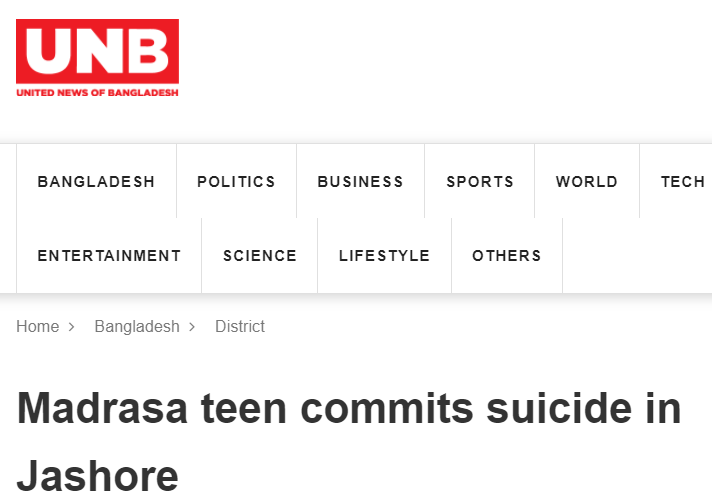 UNB
UNITED NEWS OF BANGLADESH
BANGLADESH POLITICS BUSINESS SPORTS WORLD TECH
ENTERTAINMENT SCIENCE LIFESTYLE OTHERS
Home > Bangladesh > District
Madrasa teen commits suicide in
Jashore